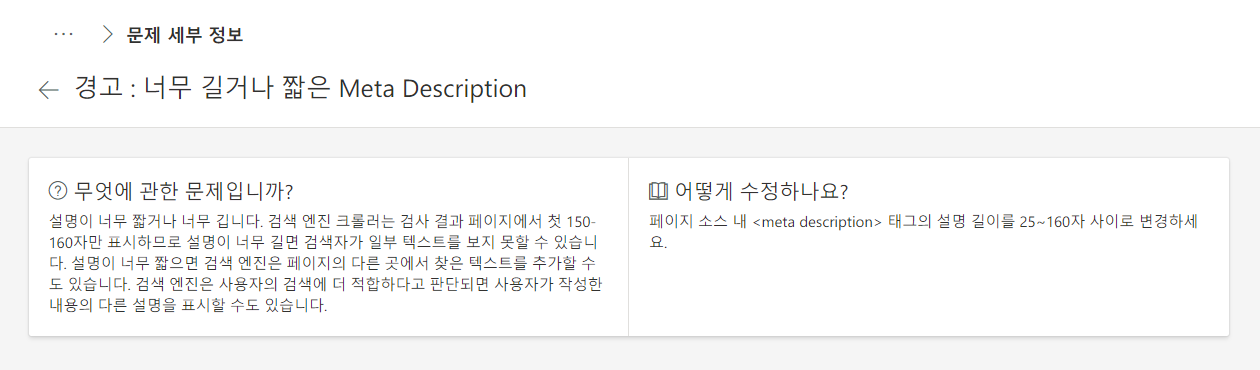 ··· > 문제 세부 정보
← 경고 : 너무 길거나 짧은 Meta Description
무엇에 관한 문제입니까?
설명이 너무 짧거나 너무 깁니다. 검색 엔진 크롤러는 검사 결과 페이지에서 첫 150-
160자만 표시하므로 설명이 너무 길면 검색자가 일부 텍스트를 보지 못할 수 있습니
다. 설명이 너무 짧으면 검색 엔진은 페이지의 다른 곳에서 찾은 텍스트를 추가할 수
도 있습니다. 검색 엔진은 사용자의 검색에 더 적합하다고 판단되면 사용자가 작성한
내용의 다른 설명을 표시할 수도 있습니다.
어떻게 수정하나요?
페이지 소스 내 <meta description> 태그의 설명 길이를 25~160자 사이로 변경하세
요.